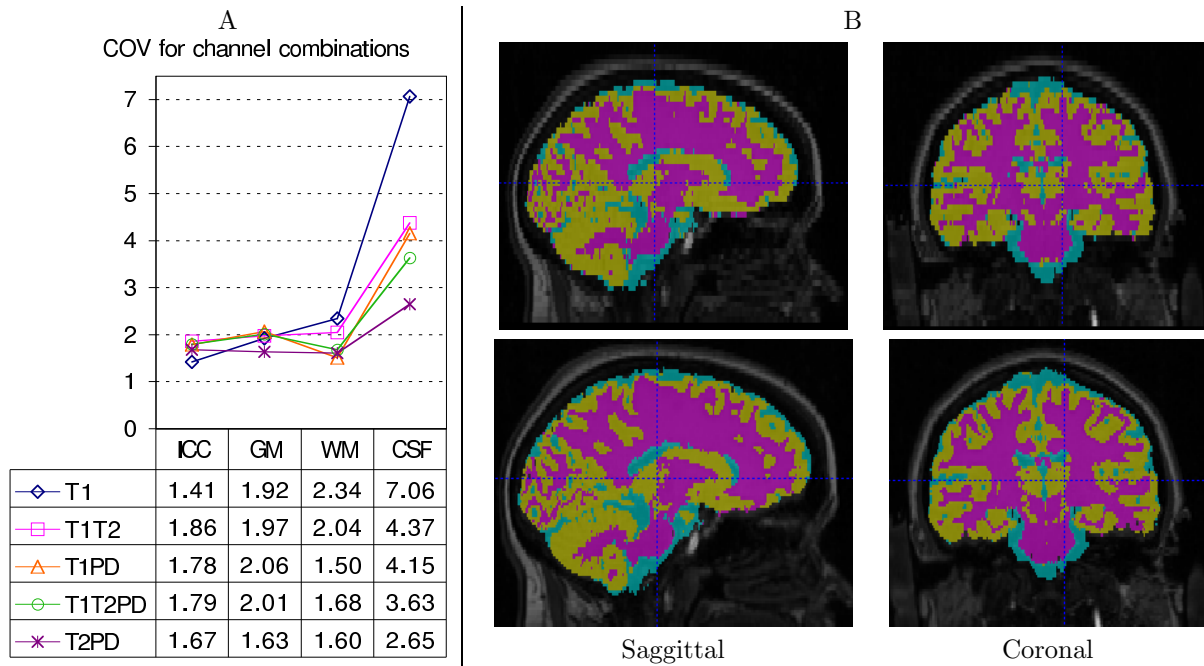 A
COV for channel combinations
7
6
5
4
3
2
1
0
ICC GM WM CSF
T1 1.41 1.92 2.34 7.06
T1T2 1.86 1.97 2.04 4.37
T1PD 1.78 2.06 1.50 4.15
T1T2PD 1.79 2.01 1.68 3.63
T2PD 1.67 1.63 1.60 2.65
B
Saggittal Coronal